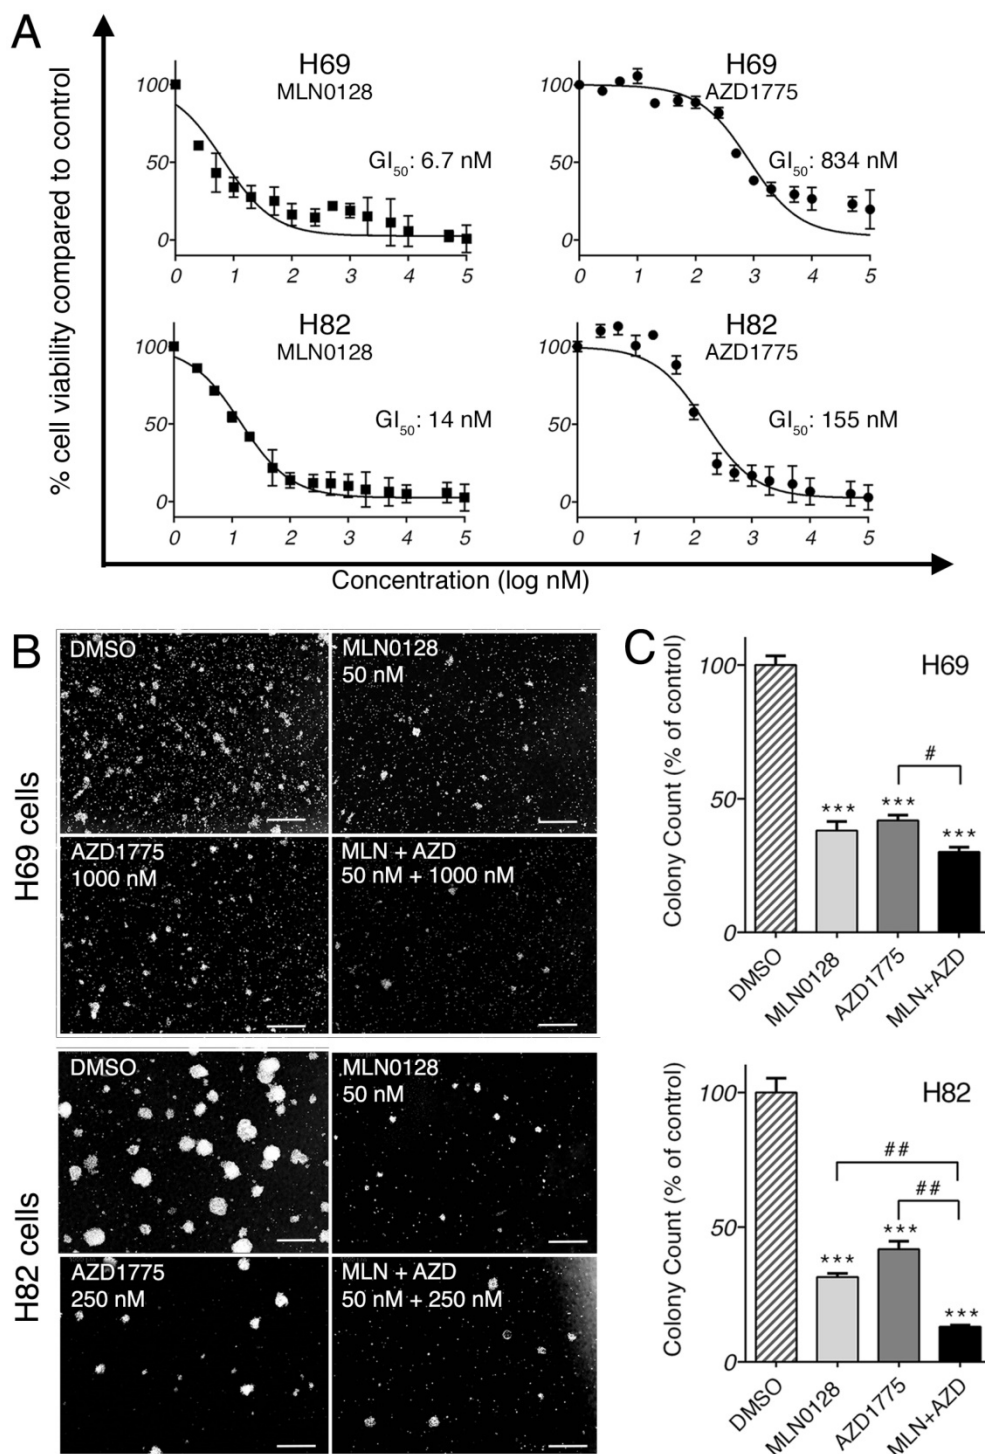 A
% cell viability compared to control
H69
MLN0128
100
50
0
GI50: 6.7 nM
0 1 2 3 4 5
H69
AZD1775
100
50
0
GI50: 834 nM
0 1 2 3 4 5
H82
MLN0128
100
50
0
GI50: 14 nM
0 1 2 3 4 5
H82
AZD1775
100
50
0
GI50: 155 nM
0 1 2 3 4 5
Concentration (log nM)
B
H69 cells
DMSO
MLN0128
50 nM
AZD1775
1000 nM
MLN + AZD
50 nM + 1000 nM
H82 cells
DMSO
MLN0128
50 nM
AZD1775
250 nM
MLN + AZD
50 nM + 250 nM
C
Colony Count (% of control)
H69
100
50
0
***
***
***
#
DMSO
MLN0128
AZD1775
MLN+AZD
Colony Count (% of control)
H82
100
50
0
##
##
***
***
***
DMSO
MLN0128
AZD1775
MLN+AZD